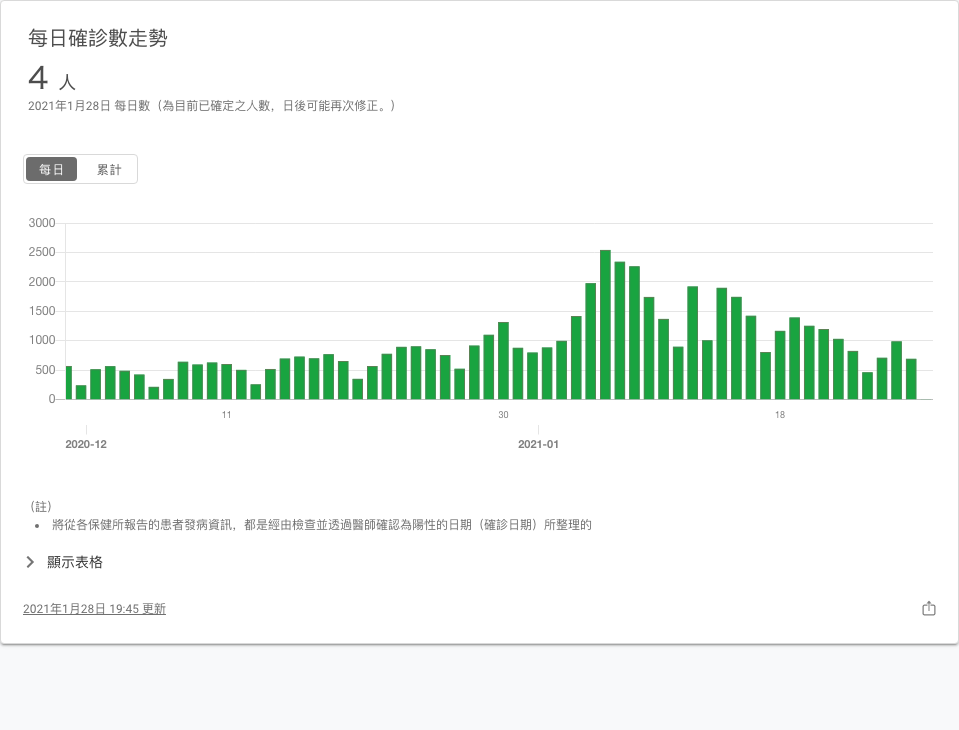 每日確診數走勢
4 人
2021年1月28日 每日數（為目前已確定之人數，日後可能再次修正。）
每日 累計
3000
2500
2000
1500
1000
500
0
11 30 18
2020-12 2021-01
（註）
• 將從各保健所報告的患者發病資訊，都是經由檢查並透過醫師確認為陽性的日期（確診日期）所整理的
顯示表格
2021年1月28日 19:45 更新